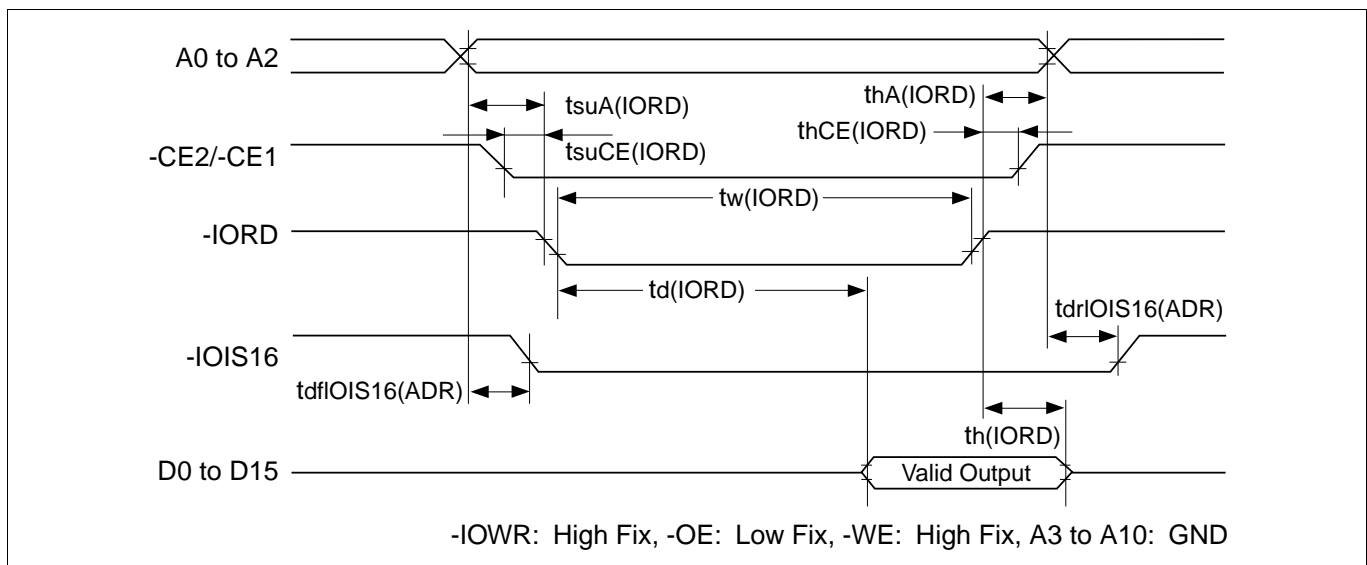 A0 to A2
tsuA(IORD)
thA(IORD)
thCE(IORD)
-CE2/-CE1
tsuCE(IORD)
tw(IORD)
-IORD
td(IORD)
tdrIOIS16(ADR)
-IOIS16
tdfIOIS16(ADR)
th(IORD)
D0 to D15
Valid Output
-IOWR: High Fix, -OE: Low Fix, -WE: High Fix, A3 to A10: GND